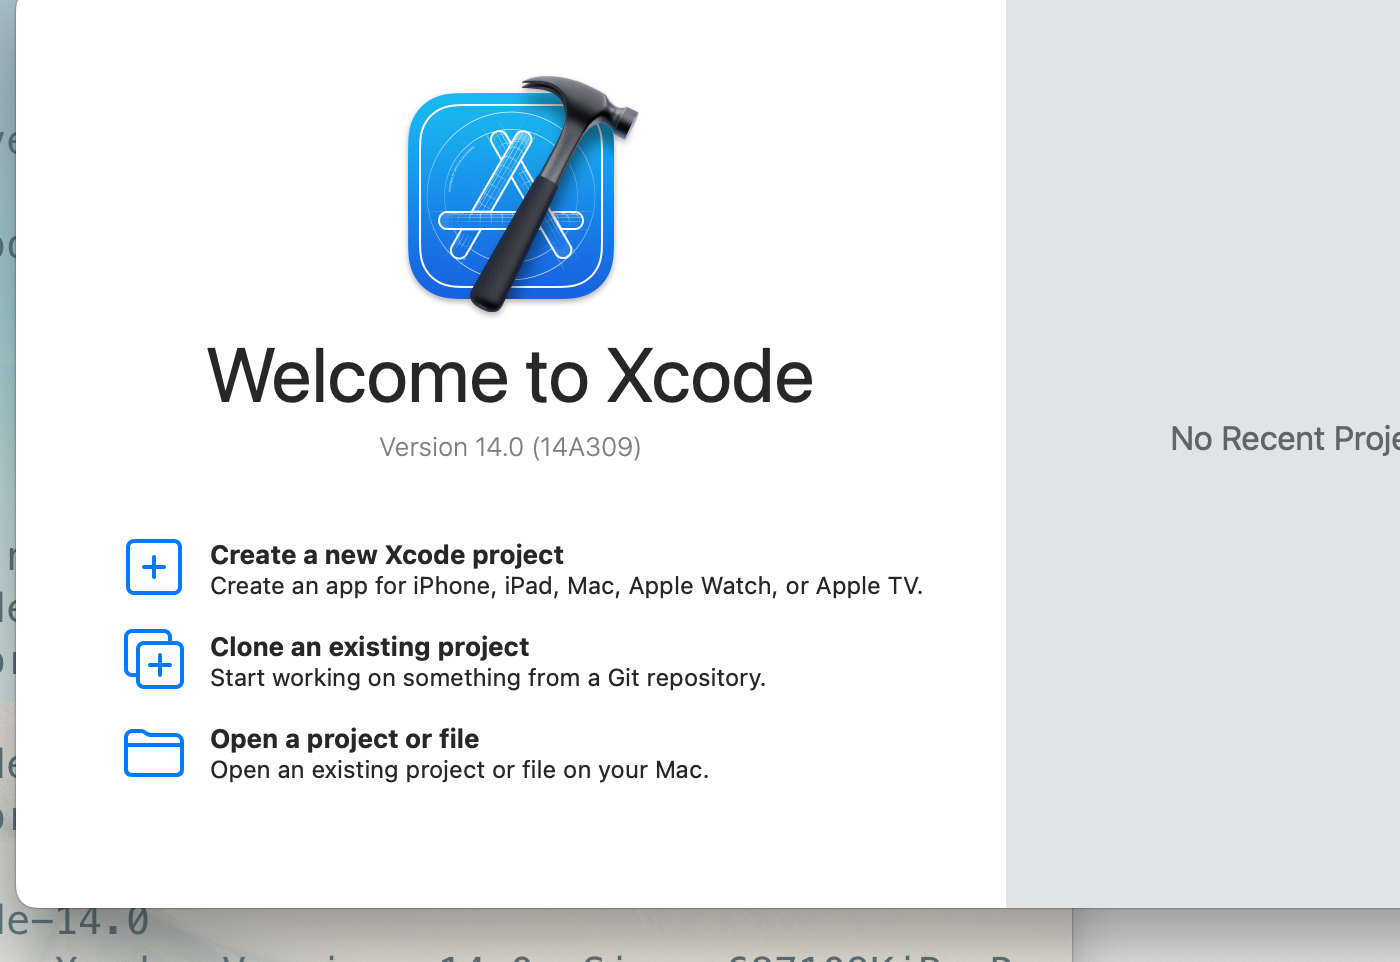 Welcome to Xcode
Version 14.0 (14A309)
Create a new Xcode project
Create an app for iPhone, iPad, Mac, Apple Watch, or Apple TV.
Clone an existing project
Start working on something from a Git repository.
Open a project or file
Open an existing project or file on your Mac.
No Recent Proje
de-14.0